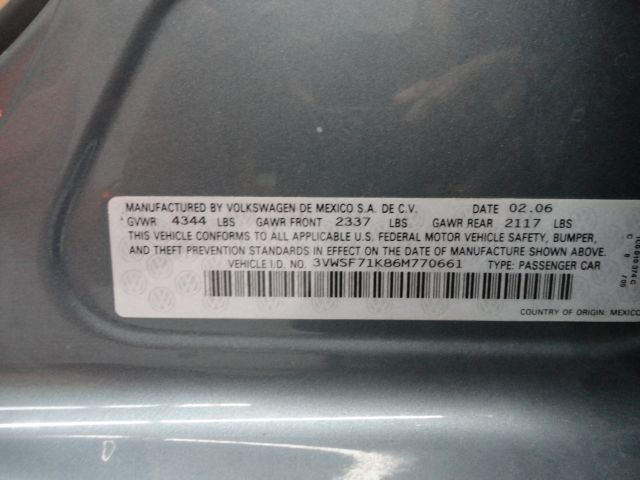 MANUFACTURED BY VOLKSWAGEN DE MEXICO S.A. DE C.V. DATE 02.06
GVWR 4344 LBS GAWR FRONT 2337 LBS GAWR REAR 2117 LBS
THIS VEHICLE CONFORMS TO ALL APPLICABLE U.S. FEDERAL MOTOR VEHICLE SAFETY, BUMPER,
AND THEFT PREVENTION STANDARDS IN EFFECT ON THE DATE OF MANUFACTURE SHOWN ABOVE.
VEHICLE I.D. NO. 3VWSF71K86M770661 TYPE: PASSENGER CAR
COUNTRY OF ORIGIN: MEXICO